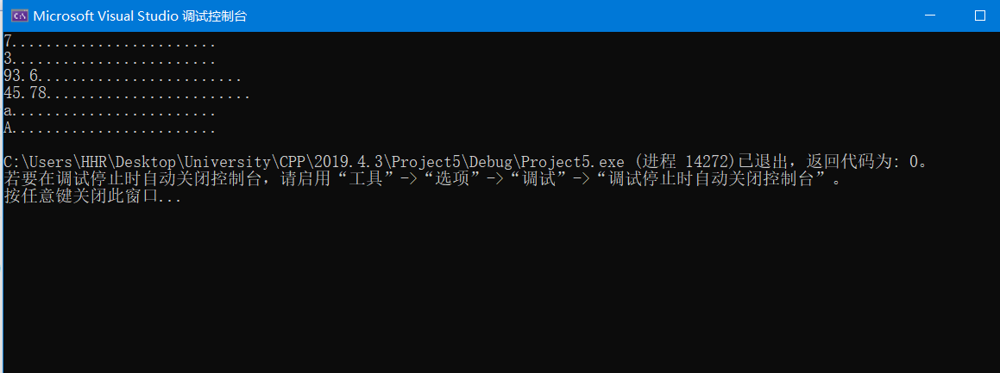 Microsoft Visual Studio 调试控制台
7........................
3........................
93.6........................
45.78........................
a........................
A........................
C:\Users\HHR\Desktop\University\CPP\2019.4.3\Project5\Debug\Project5.exe (进程 14272)已退出，返回代码为: 0。
若要在调试停止时自动关闭控制台，请启用“工具”->“选项”->“调试”->“调试停止时自动关闭控制台”。
按任意键关闭此窗口...